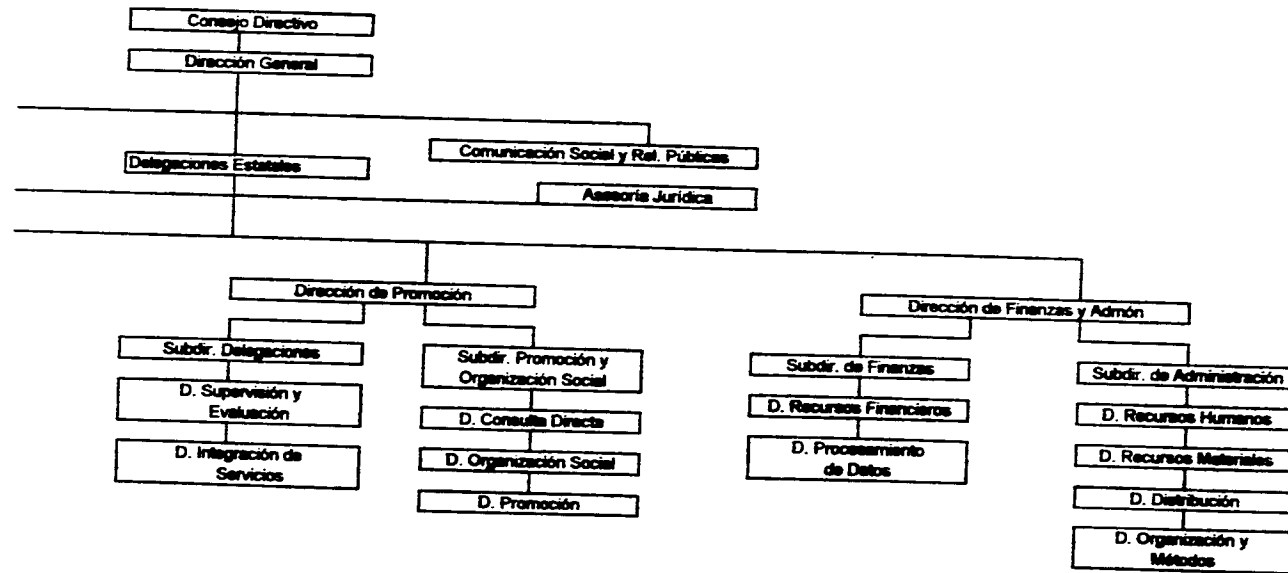 Consejo Directivo
Dirección General
Comunicación Social y Rel. Públicas
Delegaciones Estatales
Asesoría Jurídica
Dirección de Promoción
Dirección de Finanzas y Admón
Subdir. Delegaciones
D. Supervisión y
Evaluación
D. Integración de
Servicios
Subdir. Promoción y
Organización Social
D. Consulta Directa
D. Organización Social
D. Promoción
Subdir. de Finanzas
D. Recursos Financieros
D. Procesamiento
de Datos
Subdir. de Administración
D. Recursos Humanos
D. Recursos Materiales
D. Distribución
D. Organización y
Métodos